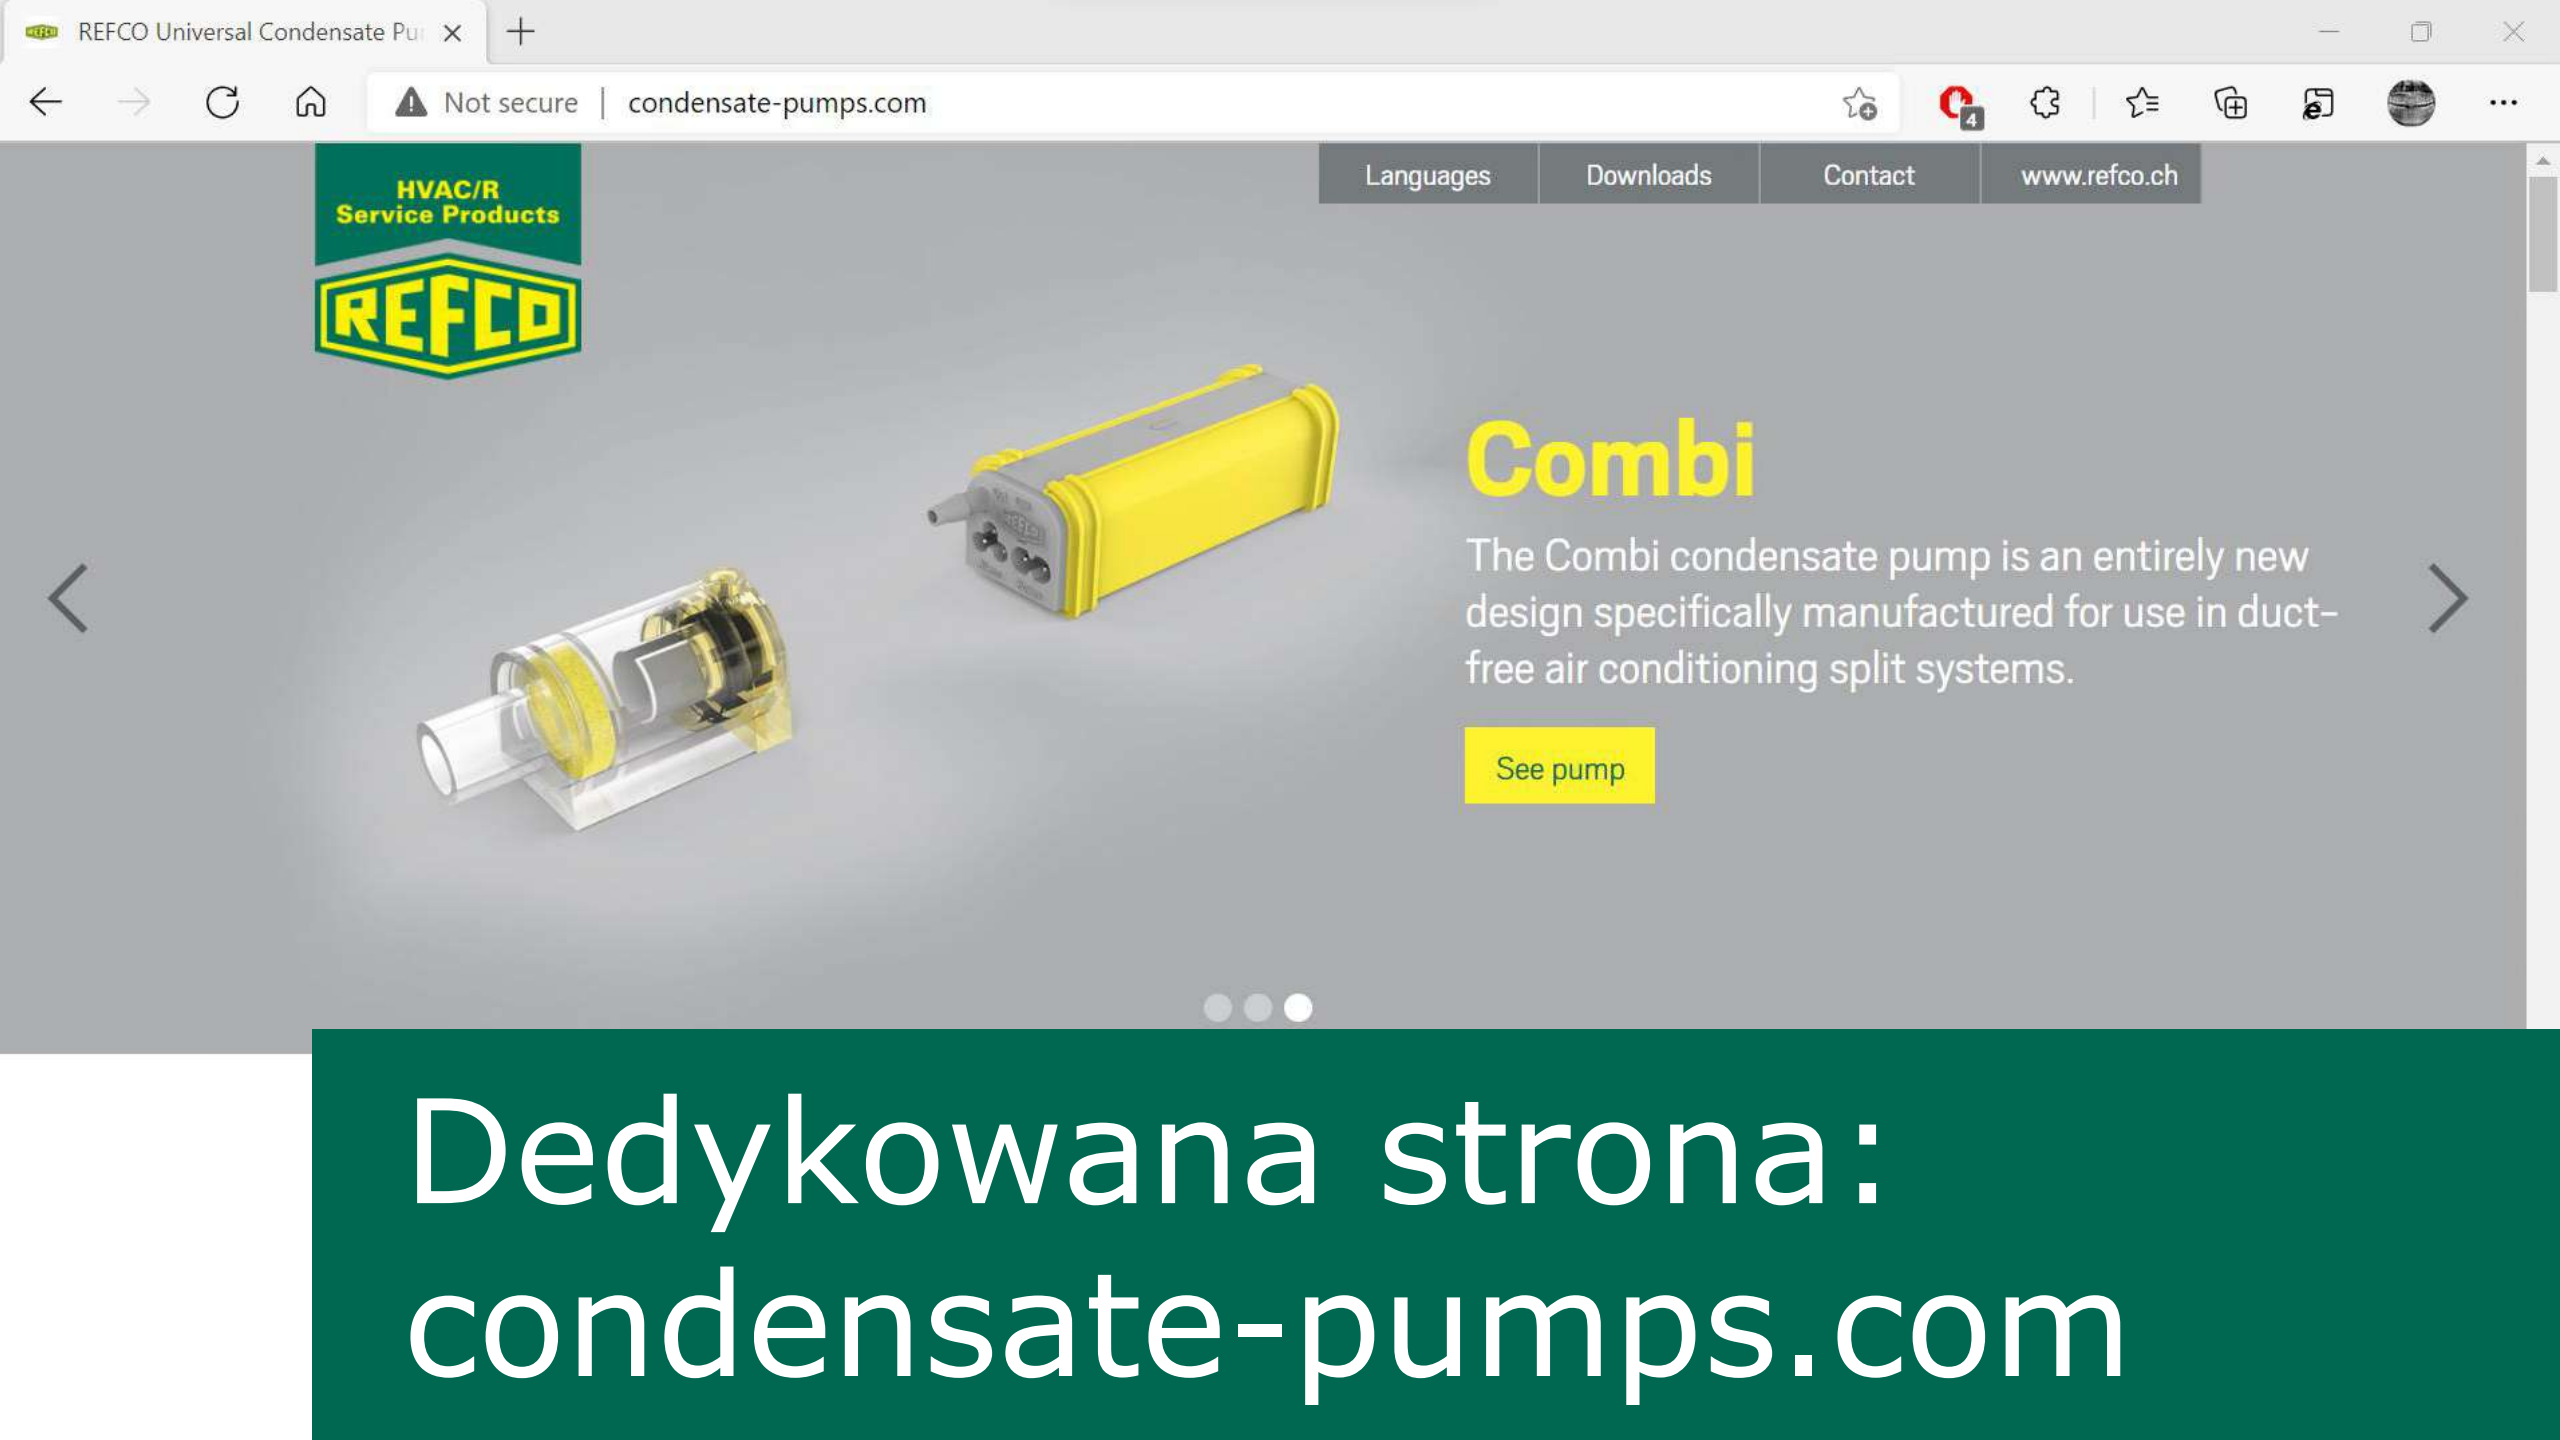 REFCO Universal Condensate Pu
Not secure | condensate-pumps.com
4
HVAC/R
Service Products
REFCO
Languages
Downloads
Contact
www.refco.ch
REFCO
Combi
The Combi condensate pump is an entirely new
design specifically manufactured for use in duct-
free air conditioning split systems.
See pump
Dedykowana strona:
condensate-pumps.com